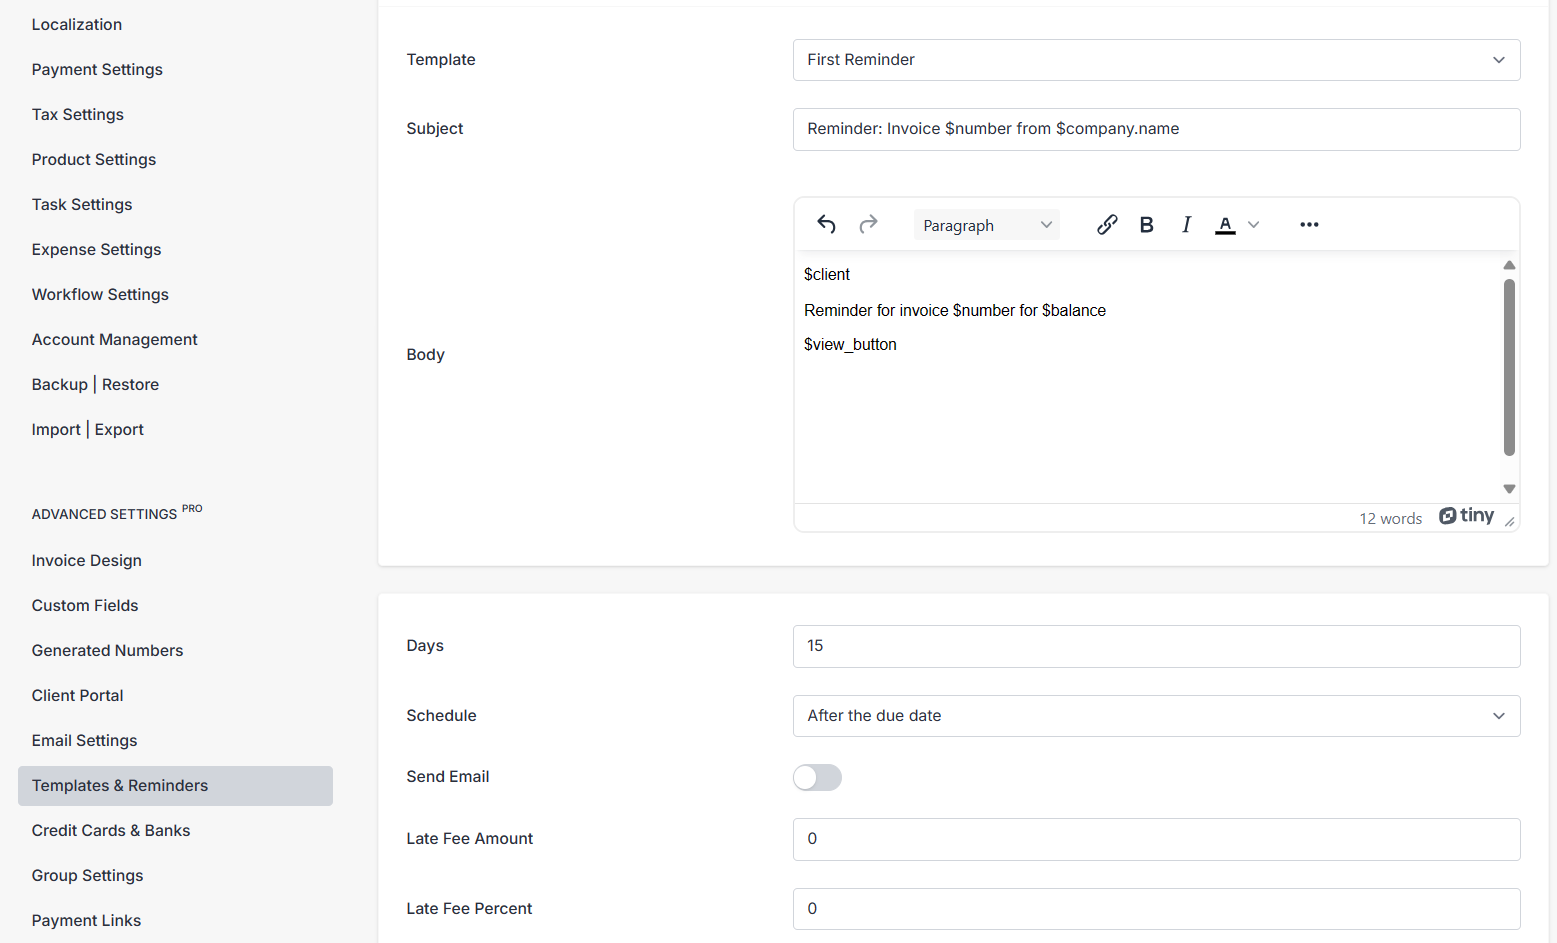 Localization
Payment Settings
Tax Settings
Product Settings
Task Settings
Expense Settings
Workflow Settings
Account Management
Backup | Restore
Import | Export
ADVANCED SETTINGS PRO
Invoice Design
Custom Fields
Generated Numbers
Client Portal
Email Settings
Templates & Reminders
Credit Cards & Banks
Group Settings
Payment Links
Template
First Reminder
Subject
Reminder: Invoice $number from $company.name
Body
Paragraph
B I A
$client
Reminder for invoice $number for $balance
$view_button
12 words tiny
Days
15
Schedule
After the due date
Send Email
Late Fee Amount
0
Late Fee Percent
0